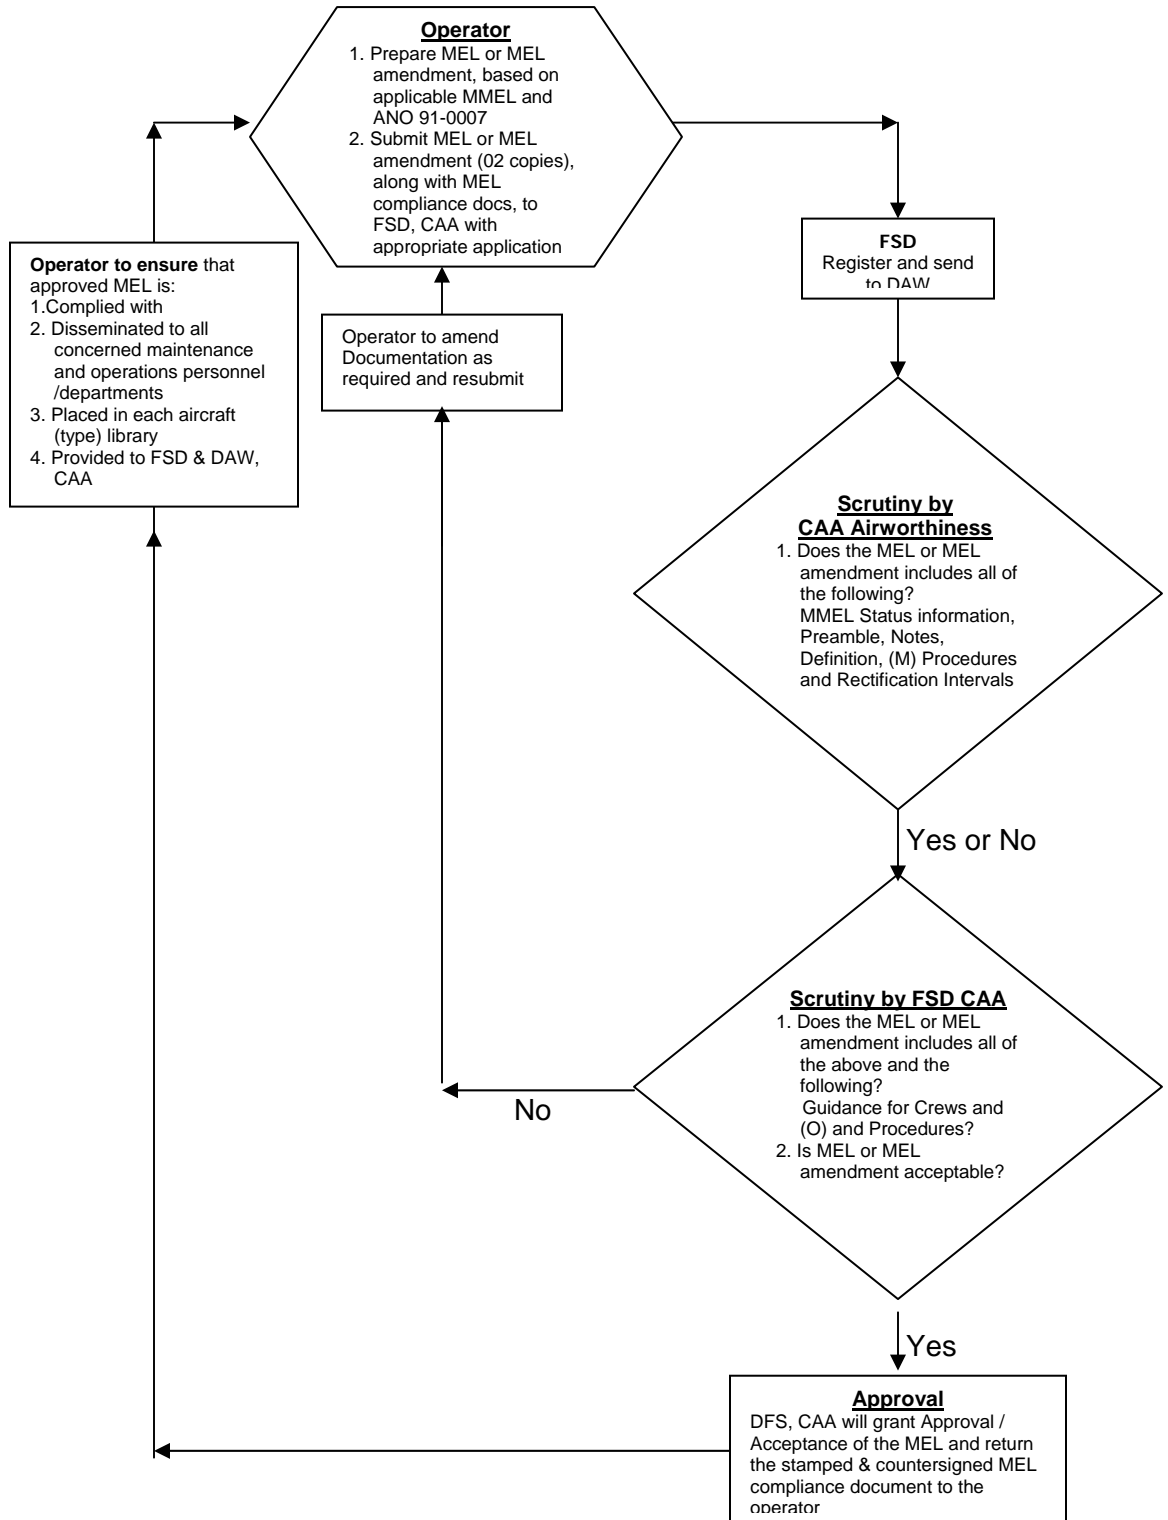 Operator
1. Prepare MEL or MEL
amendment, based on
applicable MMEL and
ANO 91-0007
2. Submit MEL or MEL
amendment (02 copies),
along with MEL
compliance docs, to
FSD, CAA with
appropriate application
FSD
Register and send
to DAW
Operator to ensure that
approved MEL is:
1.Complied with
2. Disseminated to all
concerned maintenance
and operations personnel
/departments
3. Placed in each aircraft
(type) library
4. Provided to FSD & DAW,
CAA
Operator to amend
Documentation as
required and resubmit
Scrutiny by
CAA Airworthiness
1. Does the MEL or MEL
amendment includes all of
the following?
MMEL Status information,
Preamble, Notes,
Definition, (M) Procedures
and Rectification Intervals
Yes or No
Scrutiny by FSD CAA
1. Does the MEL or MEL
amendment includes all of
the above and the
following?
Guidance for Crews and
(O) and Procedures?
2. Is MEL or MEL
amendment acceptable?
No
Yes
Approval
DFS, CAA will grant Approval /
Acceptance of the MEL and return
the stamped & countersigned MEL
compliance document to the
operator